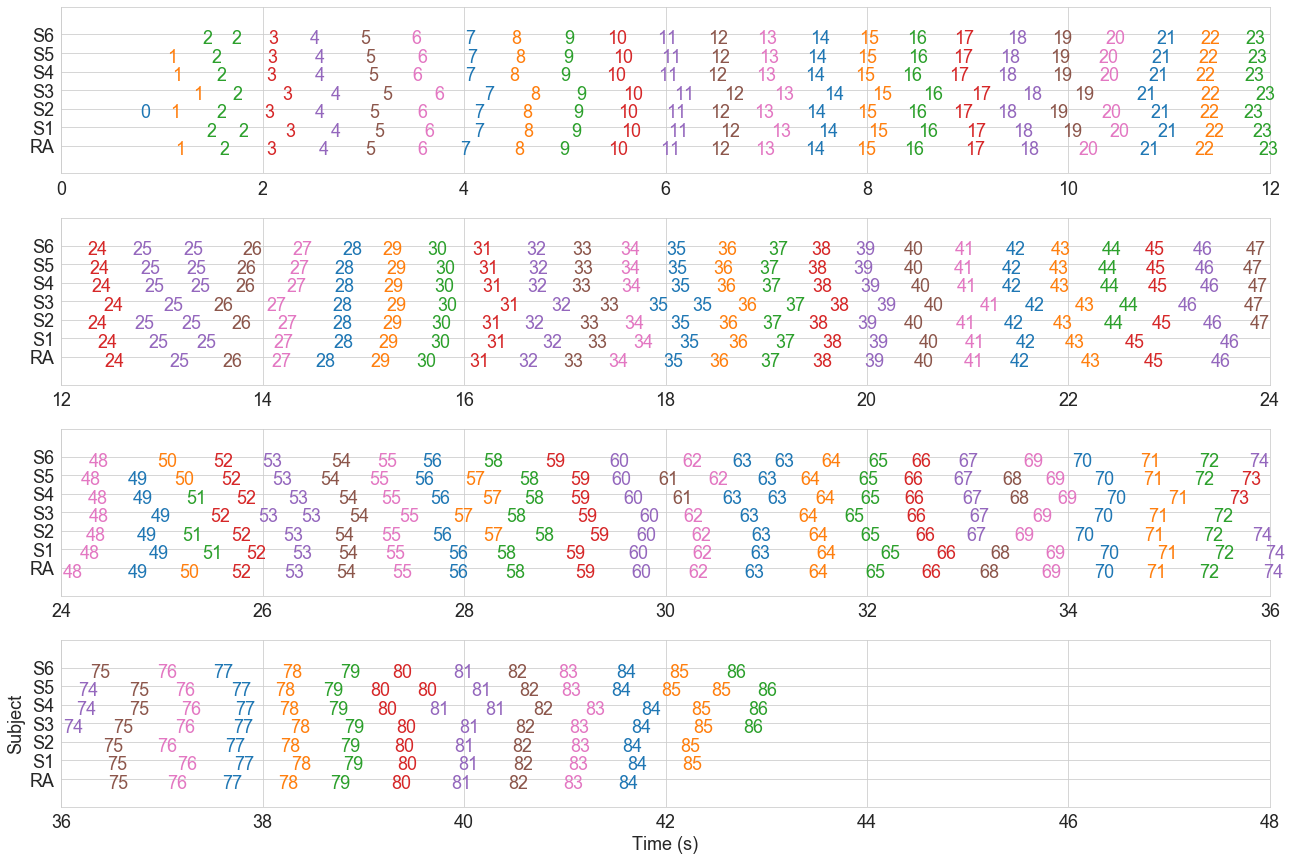 S6 2 2 3 4 5 6 7 8 9 10 11 12 13 14 15 16 17 18 19 20 21 22 23
S5 1 2 3 4 5 6 7 8 9 10 11 12 13 14 15 16 17 18 19 20 21 22 23
S4 1 2 3 4 5 6 7 8 9 10 11 12 13 14 15 16 17 18 19 20 21 22 23
S3 1 2 3 4 5 6 7 8 9 10 11 12 13 14 15 16 17 18 19 20 21 22 23
S2 0 1 2 3 4 5 6 7 8 9 10 11 12 13 14 15 16 17 18 19 20 21 22 23
S1 2 2 3 4 5 6 7 8 9 10 11 12 13 14 15 16 17 18 19 20 21 22 23
RA 1 2 3 4 5 6 7 8 9 10 11 12 13 14 15 16 17 18 19 20 21 22 23
0 2 4 6 8 10 12
S6 24 25 25 26 27 28 29 30 31 32 33 34 35 36 37 38 39 40 41 42 43 44 45 46 47
S5 24 25 25 26 27 28 29 30 31 32 33 34 35 36 37 38 39 40 41 42 43 44 45 46 47
S4 24 25 25 26 27 28 29 30 31 32 33 34 35 36 37 38 39 40 41 42 43 44 45 46 47
S3 24 25 26 27 28 29 30 31 32 33 35 35 36 37 38 39 40 41 42 43 44 46 47
S2 24 25 25 26 27 28 29 30 31 32 33 34 35 36 37 38 39 40 41 42 43 44 45 46 47
S1 24 25 25 27 28 29 30 31 32 33 34 35 36 37 38 39 40 41 42 43 45 46
RA 24 25 26 27 28 29 30 31 32 33 34 35 36 37 38 39 40 41 42 43 45 46
12 14 16 18 20 22 24
S6 48 50 52 53 54 55 56 58 59 60 62 63 63 64 65 66 67 69 70 71 72 74
S5 48 49 50 52 53 54 55 56 57 58 59 60 61 62 63 64 65 66 67 68 69 70 71 72 73
S4 48 49 51 52 53 54 55 56 57 58 59 60 61 63 63 64 65 66 67 68 69 70 71 73
S3 48 49 52 53 53 54 55 57 58 59 60 62 63 64 65 66 67 69 70 71 72
S2 48 49 51 52 53 54 55 56 57 58 59 60 62 63 64 65 66 67 69 70 71 72 74
S1 48 49 51 52 53 54 55 56 58 59 60 62 63 64 65 66 68 69 70 71 72 74
RA 48 49 50 52 53 54 55 56 58 59 60 62 63 64 65 66 68 69 70 71 72 74
24 26 28 30 32 34 36
S6 75 76 77 78 79 80 81 82 83 84 85 86
S5 74 75 76 77 78 79 80 80 81 82 83 84 85 85 86
S4 74 75 76 77 78 79 80 81 81 82 83 84 85 86
S3 74 75 76 77 78 79 80 81 82 83 84 85 86
S2 75 76 77 78 79 80 81 82 83 84 85
S1 75 76 77 78 79 80 81 82 83 84 85
RA 75 76 77 78 79 80 81 82 83 84
36 38 40 42 44 46 48
Subject
Time (s)